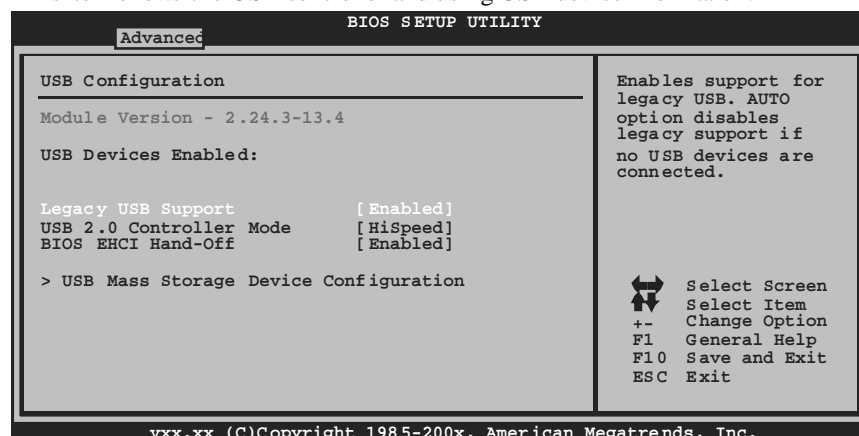 BIOS SETUP UTILITY
Advanced
USB Configuration
Module Version - 2.24.3-13.4
USB Devices Enabled:
Legacy USB Support [Enabled]
USB 2.0 Controller Mode [HiSpeed]
BIOS EHCI Hand-Off [Enabled]
> USB Mass Storage Device Configuration
Enables support for
legacy USB. AUTO
option disables
legacy support if
no USB devices are
connected.
Select Screen
Select Item
+- Change Option
F1 General Help
F10 Save and Exit
ESC Exit
vxx.xx (C)Copyright 1985-200x, American Megatrends, Inc.